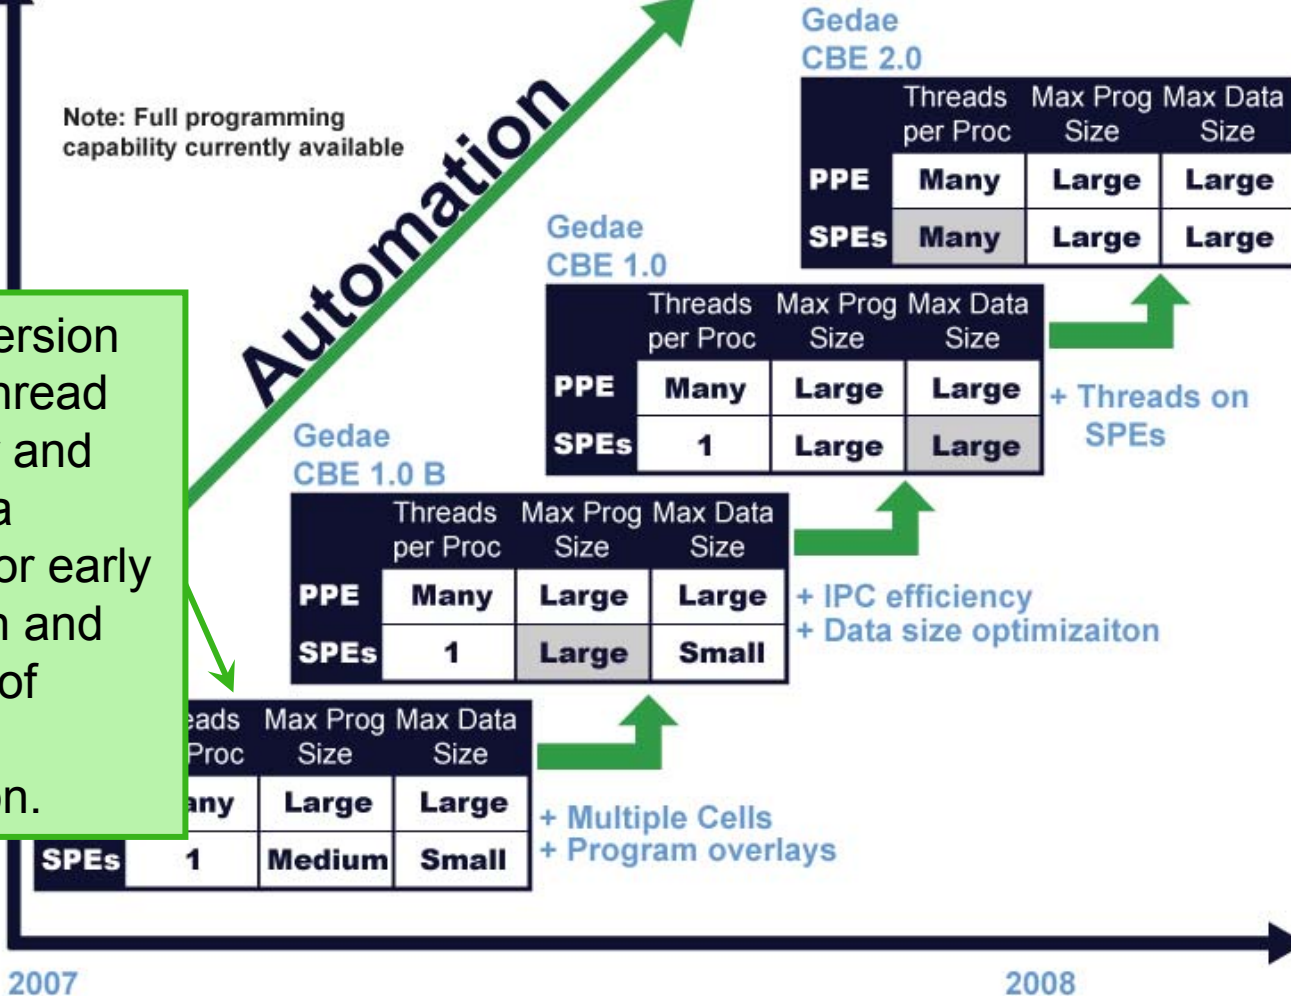 Gedae
CBE 2.0
Threads per Proc Max Prog Size Max Data Size
PPE Many Large Large
SPEs Many Large Large
Note: Full programming
capability currently available
Automation
Gedae
CBE 1.0
Threads per Proc Max Prog Size Max Data Size
PPE Many Large Large
SPEs 1 Large Large
+ Threads on
SPEs
Gedae
CBE 1.0 B
Threads per Proc Max Prog Size Max Data Size
PPE Many Large Large
SPEs 1 Large Small
+ IPC efficiency
+ Data size optimizaiton
ersion
hread
and
a
or early
n and
of
on.
eads Proc Max Prog Size Max Data Size
any Large Large
SPEs 1 Medium Small
+ Multiple Cells
+ Program overlays
2007 2008